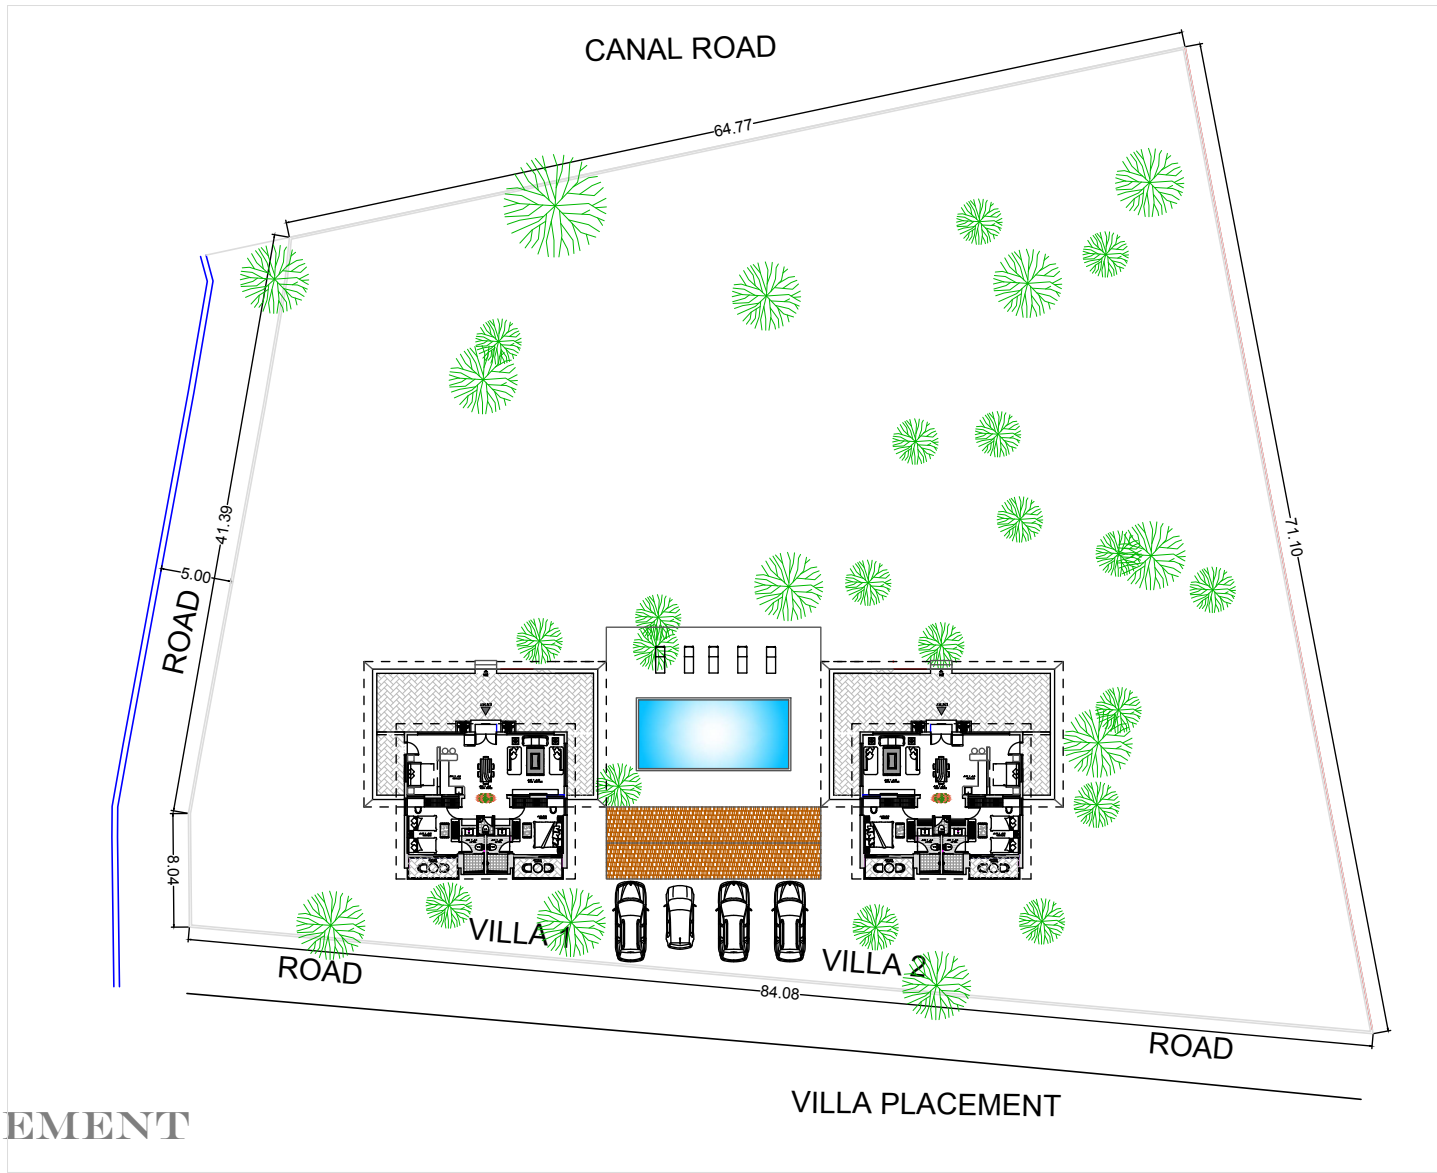 CANAL ROAD
64.77
41.39
71.10
5.00
ROAD
8.04
VILLA 1
VILLA 2
ROAD
84.08
ROAD
VILLA PLACEMENT
EMENT